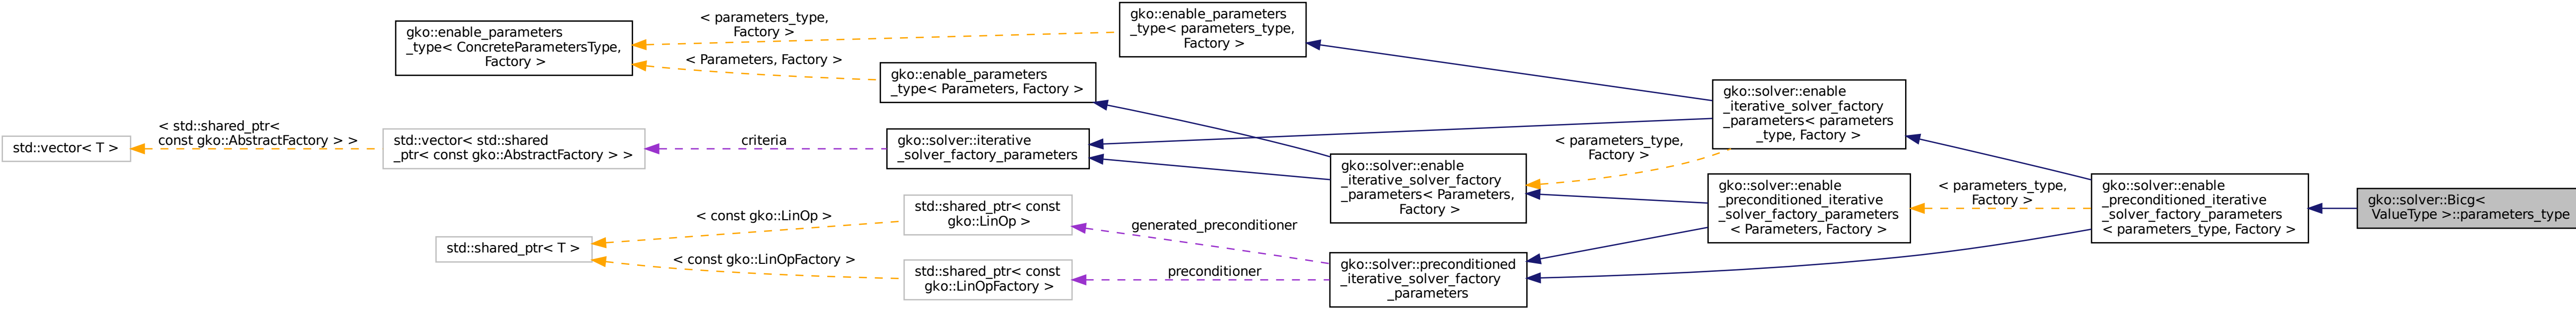 std::vector< T >
< std::shared_ptr<
const gko::AbstractFactory > >
std::vector< std::shared
_ptr< const gko::AbstractFactory > >
gko::enable_parameters
_type< ConcreteParametersType,
Factory >
< parameters_type,
Factory >
< Parameters, Factory >
gko::enable_parameters
_type< parameters_type,
Factory >
gko::enable_parameters
_type< Parameters, Factory >
criteria
gko::solver::iterative
_solver_factory_parameters
std::shared_ptr< T >
< const gko::LinOp >
< const gko::LinOpFactory >
std::shared_ptr< const
gko::LinOp >
std::shared_ptr< const
gko::LinOpFactory >
generated_preconditioner
preconditioner
gko::solver::enable
_iterative_solver_factory
_parameters< Parameters,
Factory >
gko::solver::preconditioned
_iterative_solver_factory
_parameters
< parameters_type,
Factory >
gko::solver::enable
_iterative_solver_factory
_parameters< parameters
_type, Factory >
gko::solver::enable
_preconditioned_iterative
_solver_factory_parameters
< Parameters, Factory >
< parameters_type,
Factory >
gko::solver::enable
_preconditioned_iterative
_solver_factory_parameters
< parameters_type, Factory >
gko::solver::Bicg<
ValueType >::parameters_type